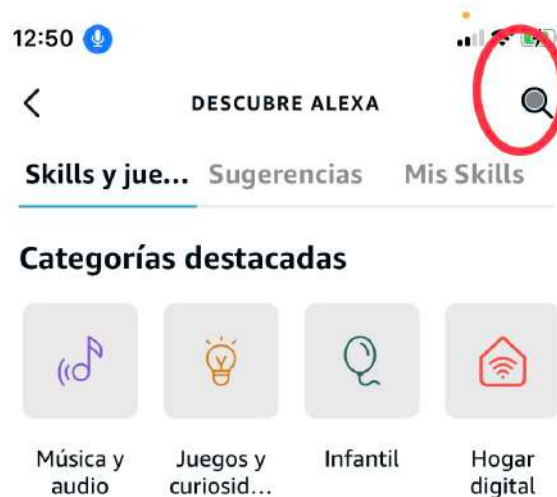 12:50
DESCUBRE ALEXA
Skills y jue... Sugerencias Mis Skills
Categorías destacadas
Música y audio
Juegos y curiosid...
Infantil
Hogar digital